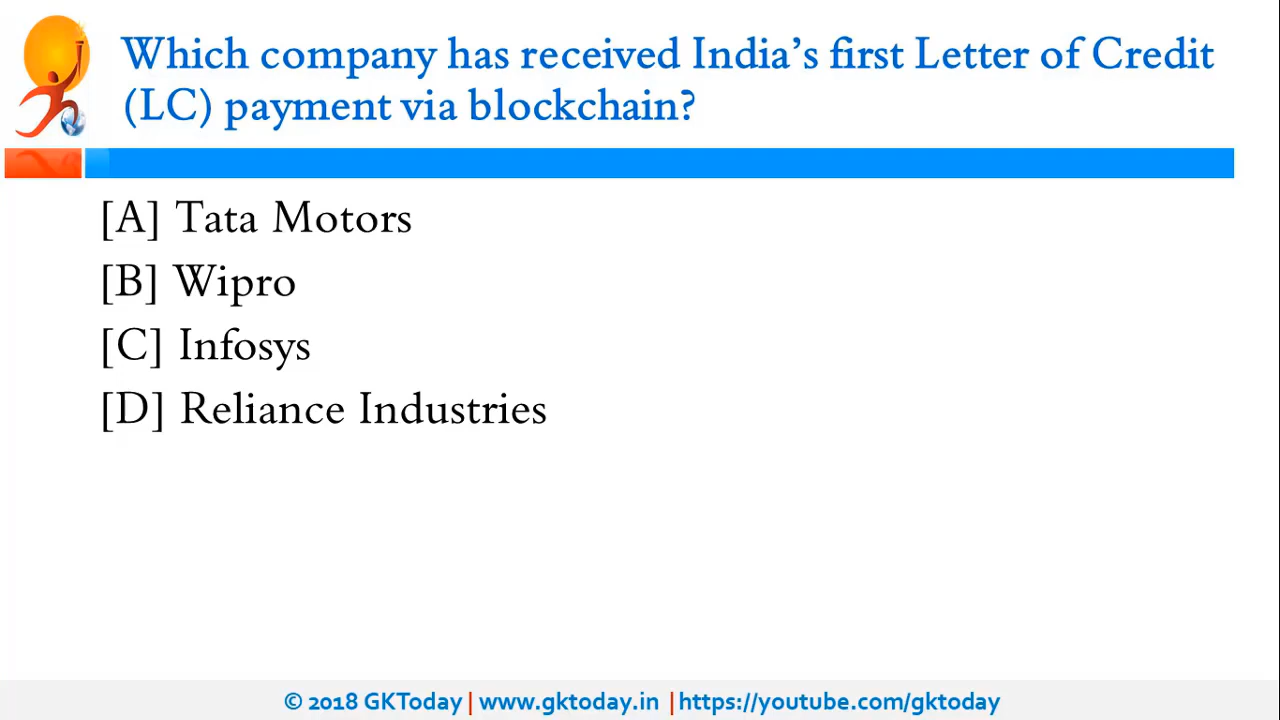 Which company has received India’s first Letter of Credit
(LC) payment via blockchain?
[A] Tata Motors
[B] Wipro
[C] Infosys
[D] Reliance Industries
© 2018 GKToday | www.gktoday.in | https://youtube.com/gktoday